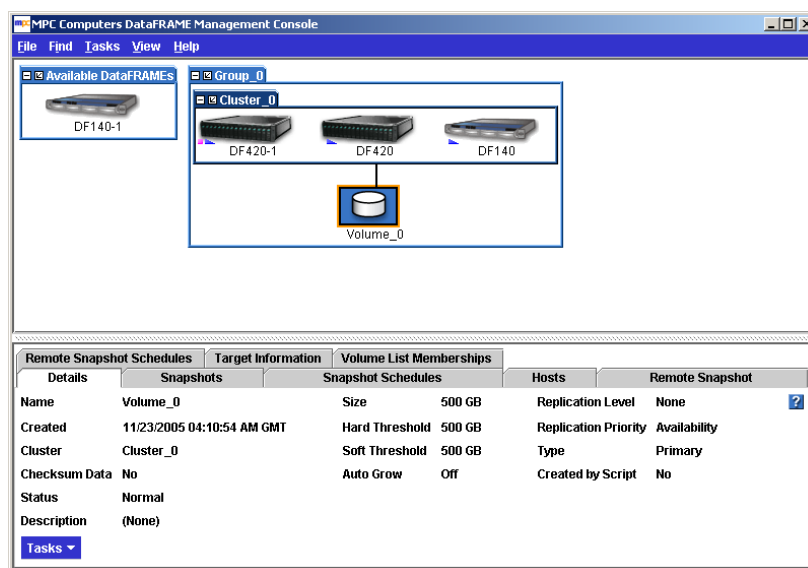 mpc MPC Computers DataFRAME Management Console
File Find Tasks View Help
Available DataFRAMEs
Group_0
Cluster_0
DF140-1
DF420-1 DF420 DF140
Volume_0
Remote Snapshot Schedules Target Information Volume List Memberships
Details Snapshots Snapshot Schedules Hosts Remote Snapshot
Name Volume_0 Size 500 GB Replication Level None ?
Created 11/23/2005 04:10:54 AM GMT Hard Threshold 500 GB Replication Priority Availability
Cluster Cluster_0 Soft Threshold 500 GB Type Primary
Checksum Data No Auto Grow Off Created by Script No
Status Normal
Description (None)
Tasks